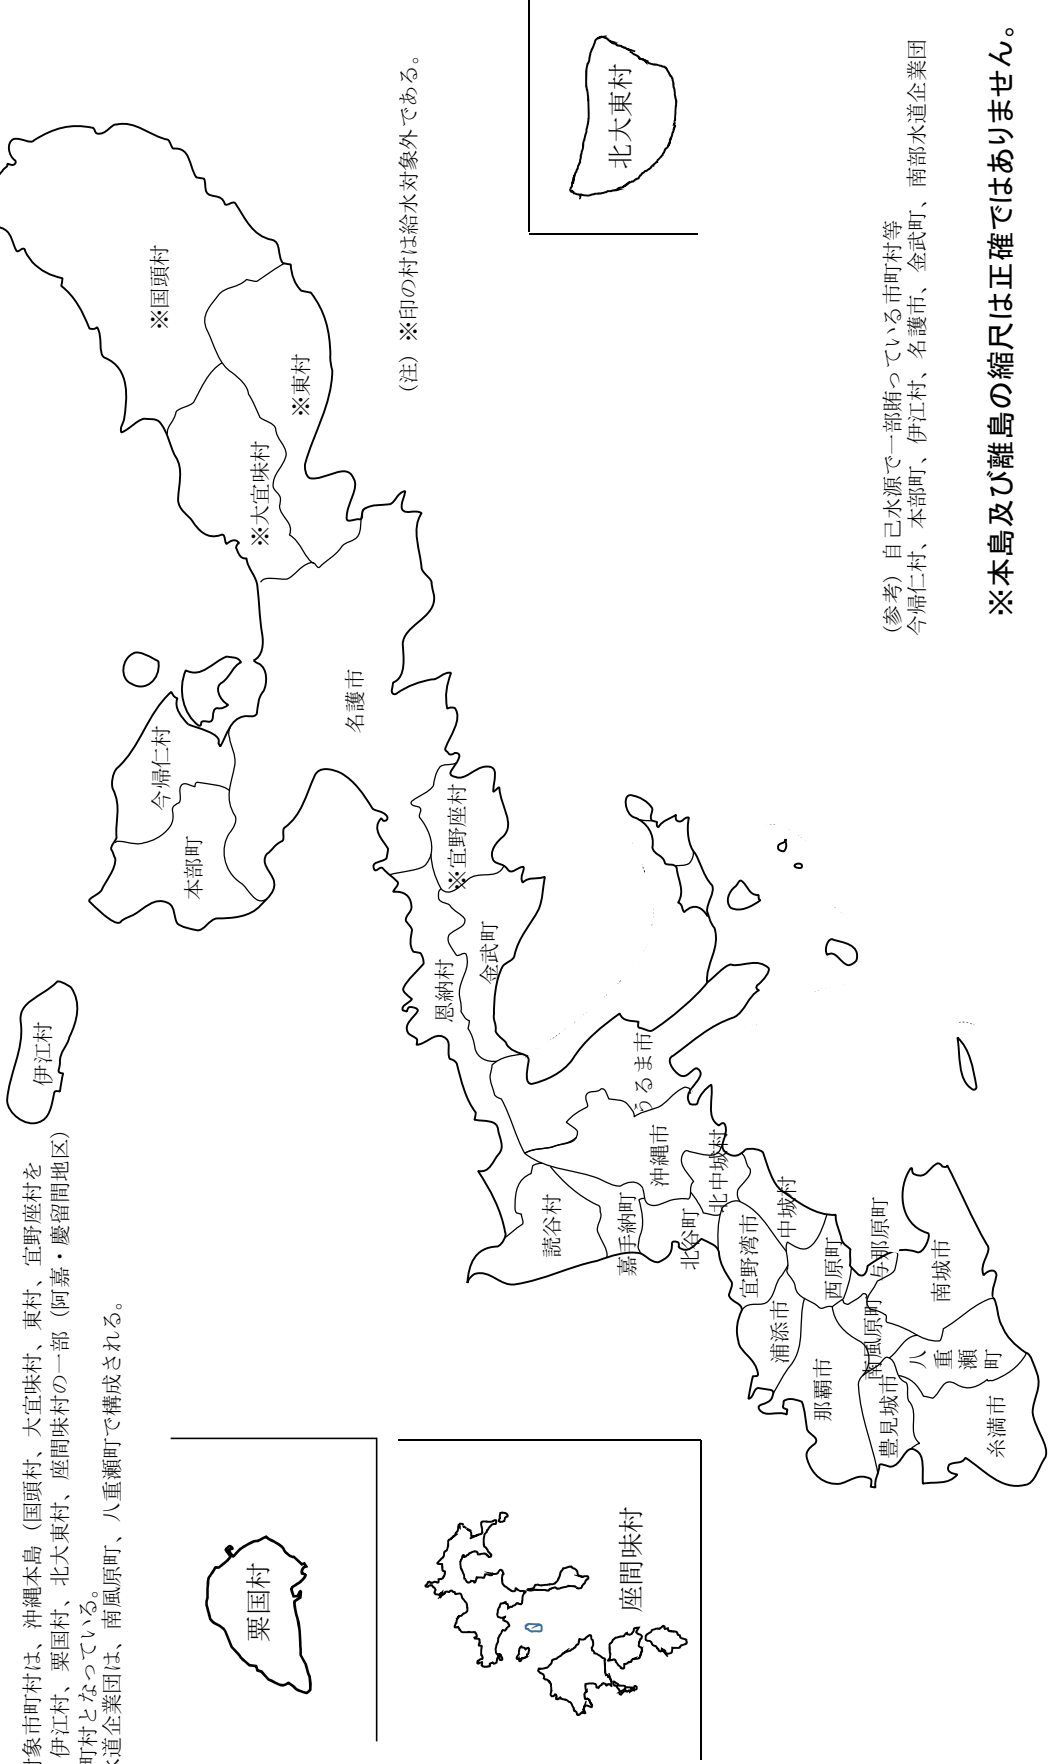 象市町村は、沖縄本島（国頭村、大宜味村、東村、宜野座村を
伊江村、粟国村、北大東村、座間味村の一部（阿嘉・慶留間地区）
町村となっている。
道企業団は、南風原町、八重瀬町で構成される。
伊江村
今帰仁村
本部町
※国頭村
※大宜味村
※東村
名護市
※宜野座村
恩納村
金武町
うるま市
沖縄市
読谷村
嘉手納町
北谷町
北中城村
中城村
宜野湾市
西原町
浦添市
与那原町
那覇市
南風原町
南城市
豊見城市
八重瀬町
糸満市
粟国村
座間味村
北大東村
（注）※印の村は給水対象外である。
（参考）自己水源で一部賄っている市町村等
今帰仁村、本部町、伊江村、名護市、金武町、南部水道企業団
※本島及び離島の縮尺は正確ではありません。